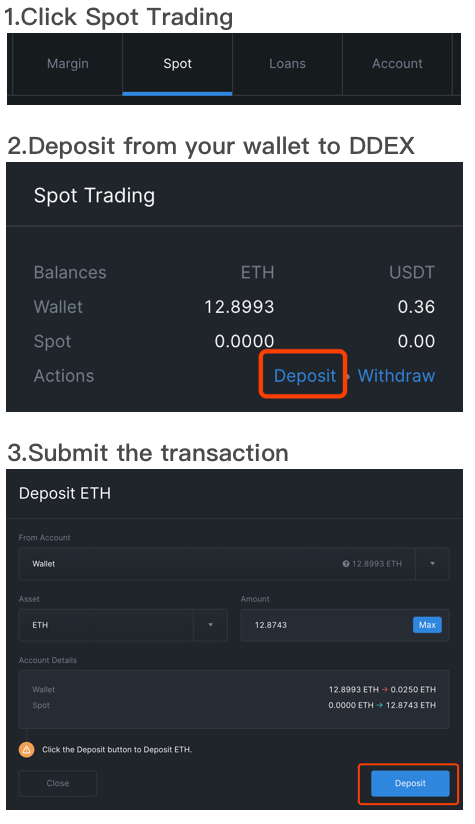 1.Click Spot Trading
Margin Spot Loans Account
2.Deposit from your wallet to DDEX
Spot Trading
Balances ETH USDT
Wallet 12.8993 0.36
Spot 0.0000 0.00
Actions Deposit • Withdraw
3.Submit the transaction
Deposit ETH
From Account
Wallet 12.8993 ETH
Asset Amount
ETH 12.8743 Max
Account Details
Wallet 12.8993 ETH → 0.0250 ETH
Spot 0.0000 ETH → 12.8743 ETH
Click the Deposit button to Deposit ETH.
Close Deposit